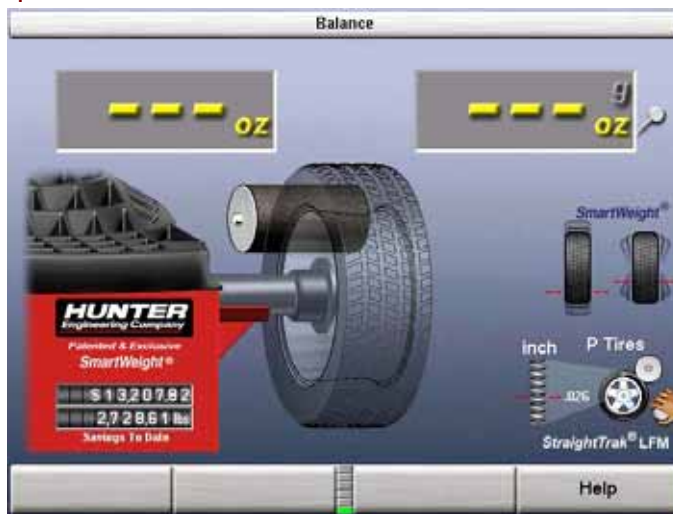 Balance
--- oz
g
--- oz
SmartWeight®
HUNTER
Engineering Company
Patented & Exclusive
SmartWeight®
$13,207.82
2,728.61 lbs
Savings To Date
inch P Tires
.026
StraightTrak® LFM
Help